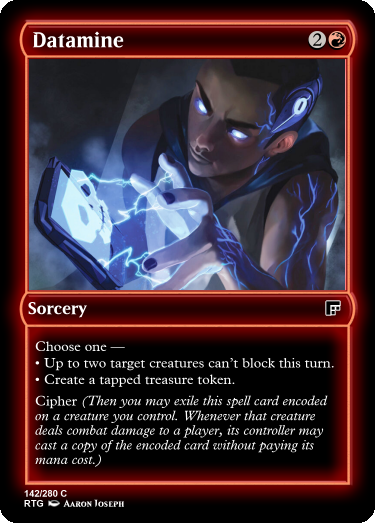 Datamine 2
Sorcery
Choose one —
• Up to two target creatures can't block this turn.
• Create a tapped treasure token.
Cipher (Then you may exile this spell card encoded
on a creature you control. Whenever that creature
deals combat damage to a player, its controller may
cast a copy of the encoded card without paying its
mana cost.)
142/280 C
RTG AARON JOSEPH